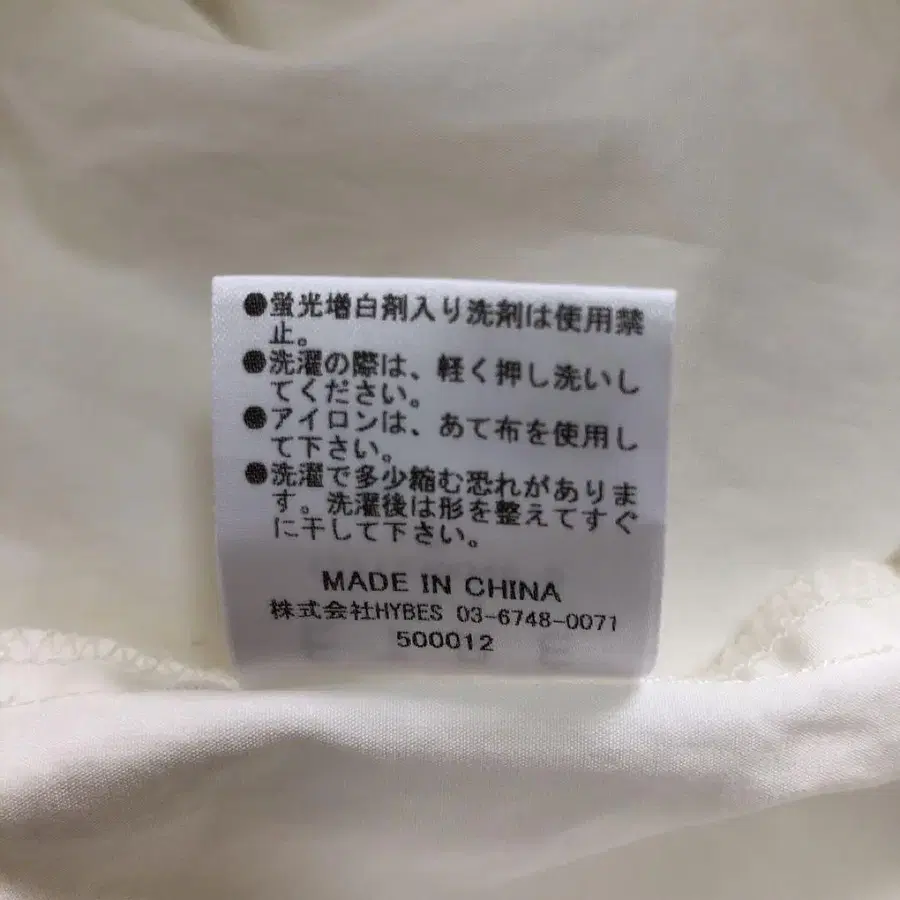 ●蛍光増白剤入り洗剤は使用禁
止。
●洗濯の際は、軽く押し洗いし
てください。
●アイロンは、あて布を使用し
て下さい。
●洗濯で多少縮む恐れがありま
す。洗濯後は形を整えてすぐ
に干して下さい。
MADE IN CHINA
株式会社HYBES 03-6748-0071
500012